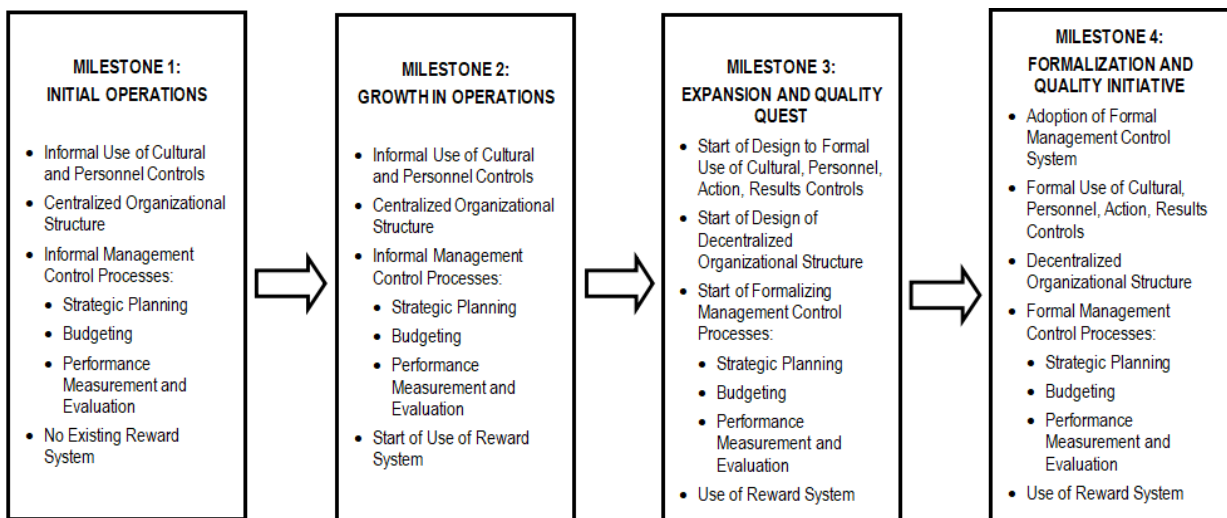 MILESTONE 1:
INITIAL OPERATIONS
• Informal Use of Cultural
and Personnel Controls
• Centralized Organizational
Structure
• Informal Management
Control Processes:
• Strategic Planning
• Budgeting
• Performance
Measurement and
Evaluation
• No Existing Reward
System
MILESTONE 2:
GROWTH IN OPERATIONS
• Informal Use of Cultural
and Personnel Controls
• Centralized Organizational
Structure
• Informal Management
Control Processes:
• Strategic Planning
• Budgeting
• Performance
Measurement and
Evaluation
• Start of Use of Reward
System
MILESTONE 3:
EXPANSION AND QUALITY
QUEST
• Start of Design to Formal
Use of Cultural, Personnel,
Action, Results Controls
• Start of Design of
Decentralized
Organizational Structure
• Start of Formalizing
Management Control
Processes:
• Strategic Planning
• Budgeting
• Performance
Measurement and
Evaluation
• Use of Reward System
MILESTONE 4:
FORMALIZATION AND
QUALITY INITIATIVE
• Adoption of Formal
Management Control
System
• Formal Use of Cultural,
Personnel, Action, Results
Controls
• Decentralized
Organizational Structure
• Formal Management
Control Processes:
• Strategic Planning
• Budgeting
• Performance
Measurement and
Evaluation
• Use of Reward System